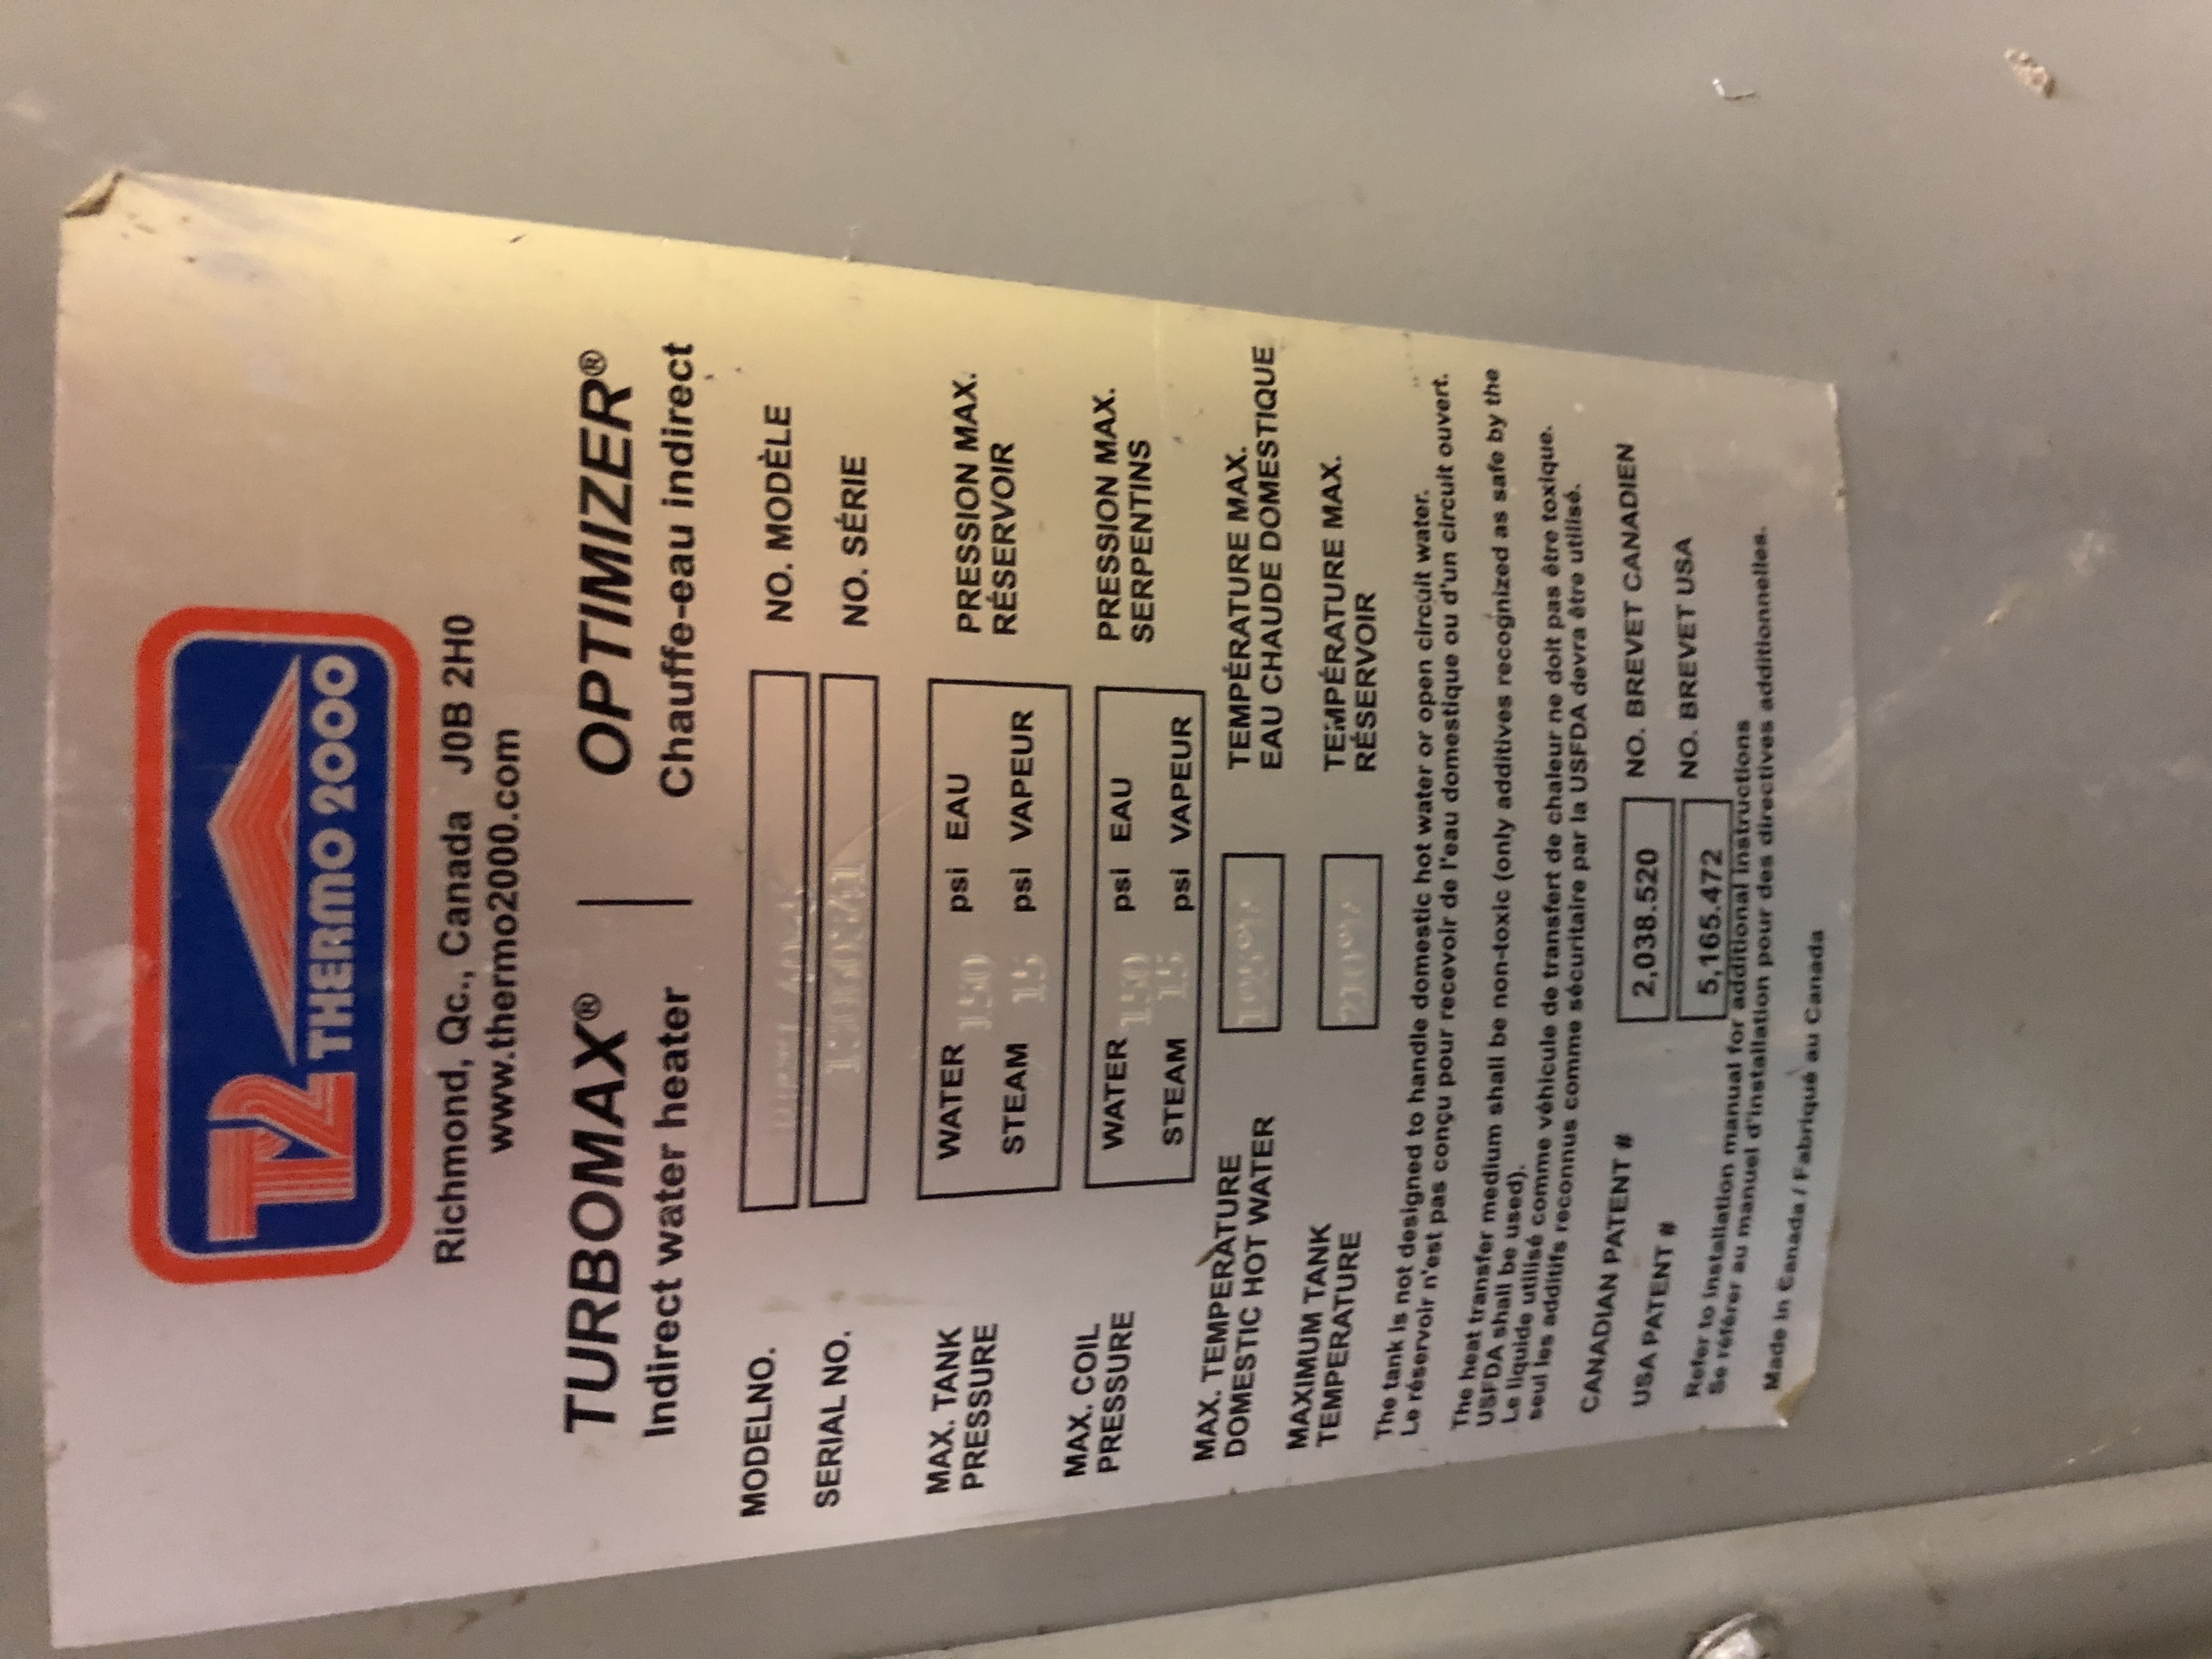 T2 THERMO 2000
Richmond, Qc., Canada J0B 2H0
www.thermo2000.com
TURBOMAX® | OPTIMIZER®
Indirect water heater | Chauffe-eau indirect
MODEL NO. NO. MODÈLE
SERIAL NO. NO. SÉRIE
MAX. TANK PRESSURE WATER 150 psi EAU PRESSION MAX. RÉSERVOIR
STEAM 15 psi VAPEUR
MAX. COIL PRESSURE WATER 150 psi EAU PRESSION MAX. SERPENTINS
STEAM 15 psi VAPEUR
MAX. TEMPERATURE TEMPÉRATURE MAX.
DOMESTIC HOT WATER EAU CHAUDE DOMESTIQUE
MAXIMUM TANK TEMPÉRATURE MAX.
TEMPERATURE RÉSERVOIR
The tank is not designed to handle domestic hot water or open circuit water.
Le réservoir n'est pas conçu pour recevoir de l'eau domestique ou d'un circuit ouvert.
The heat transfer medium shall be non-toxic (only additives recognized as safe by the
USFDA shall be used).
Le liquide utilisé comme véhicule de transfert de chaleur ne doit pas être toxique.
seul les additifs reconnus comme sécuritaire par la USFDA devra être utilisé.
CANADIAN PATENT # 2,038.520 NO. BREVET CANADIEN
USA PATENT # 5,165.472 NO. BREVET USA
Refer to installation manual for additional instructions
Se référer au manuel d'installation pour des directives additionnelles.
Made in Canada / Fabriqué au Canada